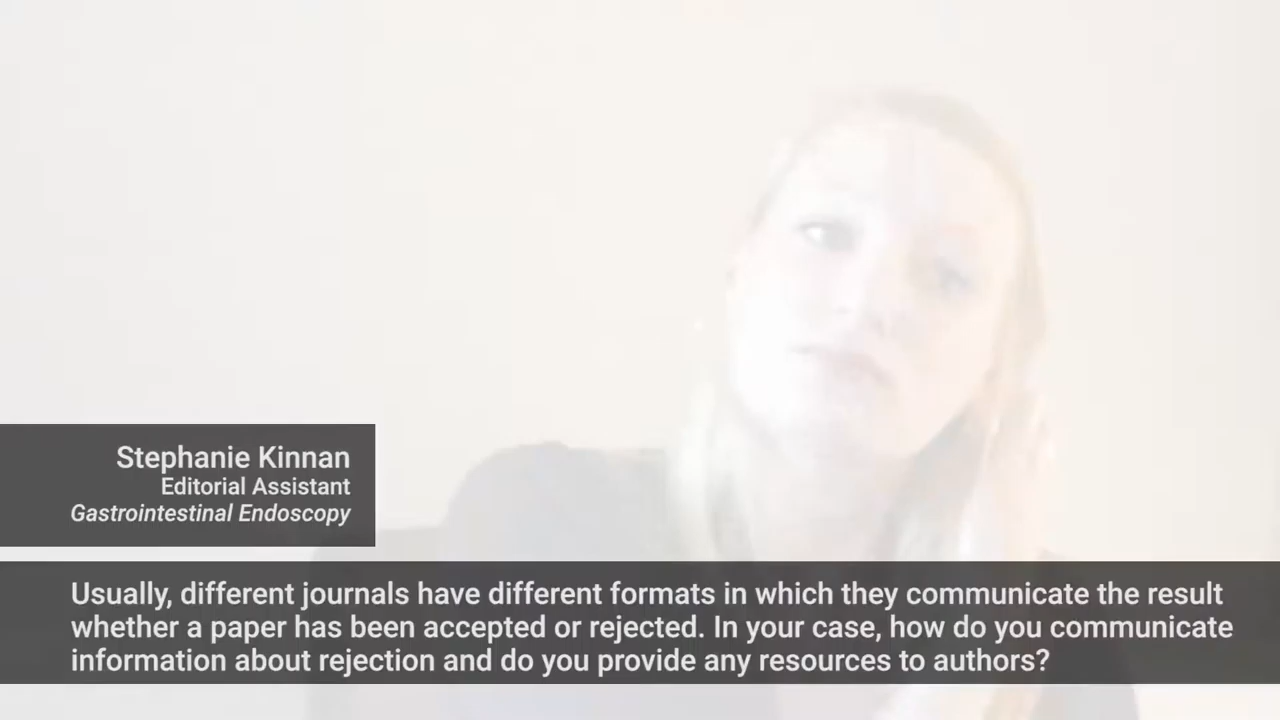 Stephanie Kinnan
Editorial Assistant
Gastrointestinal Endoscopy
Usually, different journals have different formats in which they communicate the result
whether a paper has been accepted or rejected. In your case, how do you communicate
information about rejection and do you provide any resources to authors?